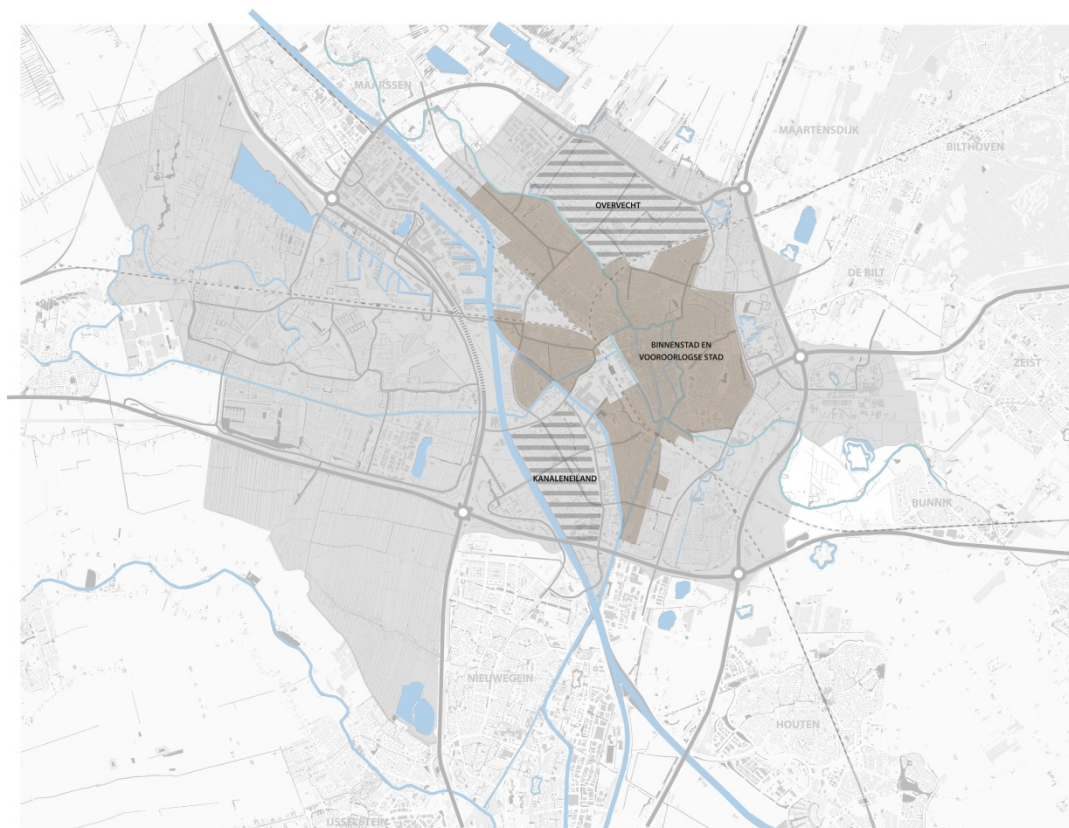 MAARSSEN
MAARTENSDIJK
BILTHOVEN
OVERVECHT
DE BILT
BINNENSTAD EN
VOOROORLOGSE STAD
ZEIST
KANALENEILAND
BUNNIK
NIEUWEGEIN
HOUTEN
IJSSELSTEIN